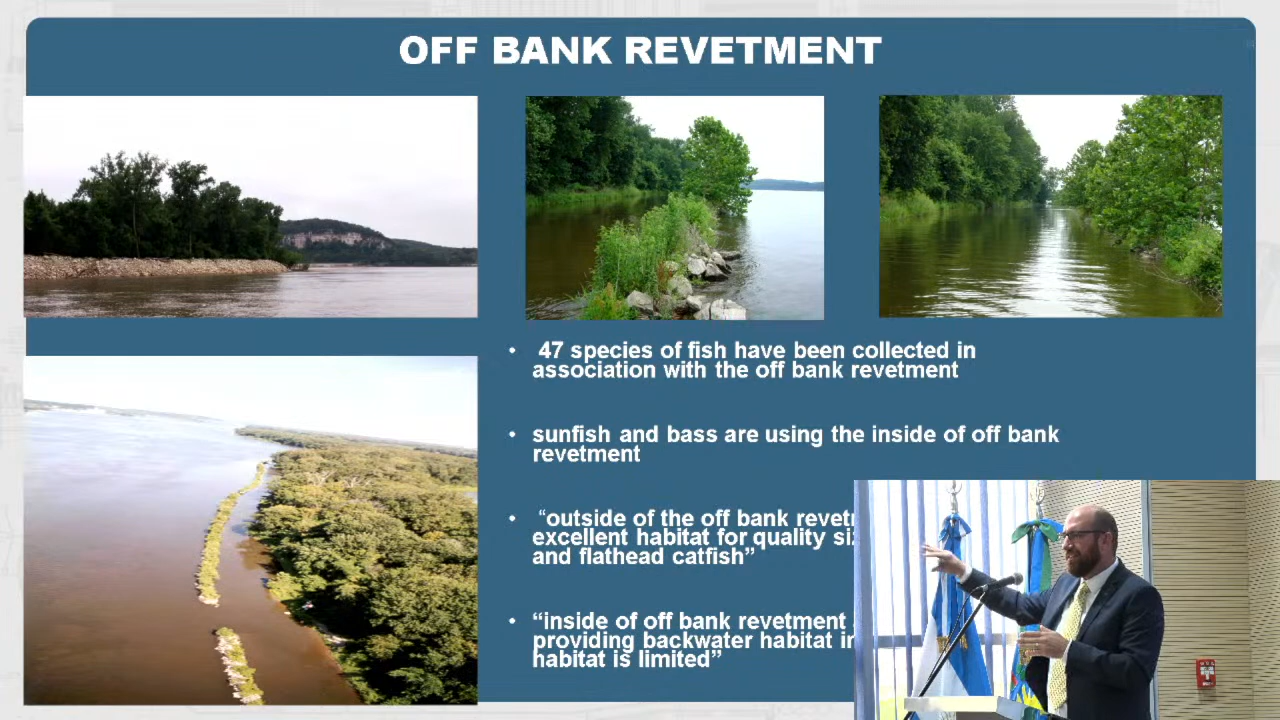 OFF BANK REVETMENT
• 47 species of fish have been collected in
association with the off bank revetment
• sunfish and bass are using the inside of off bank
revetment
• “outside of the off bank
excellent habitat for quality
and flathead catfish”
• “inside of off bank revetment
providing backwater habitat
habitat is limited”